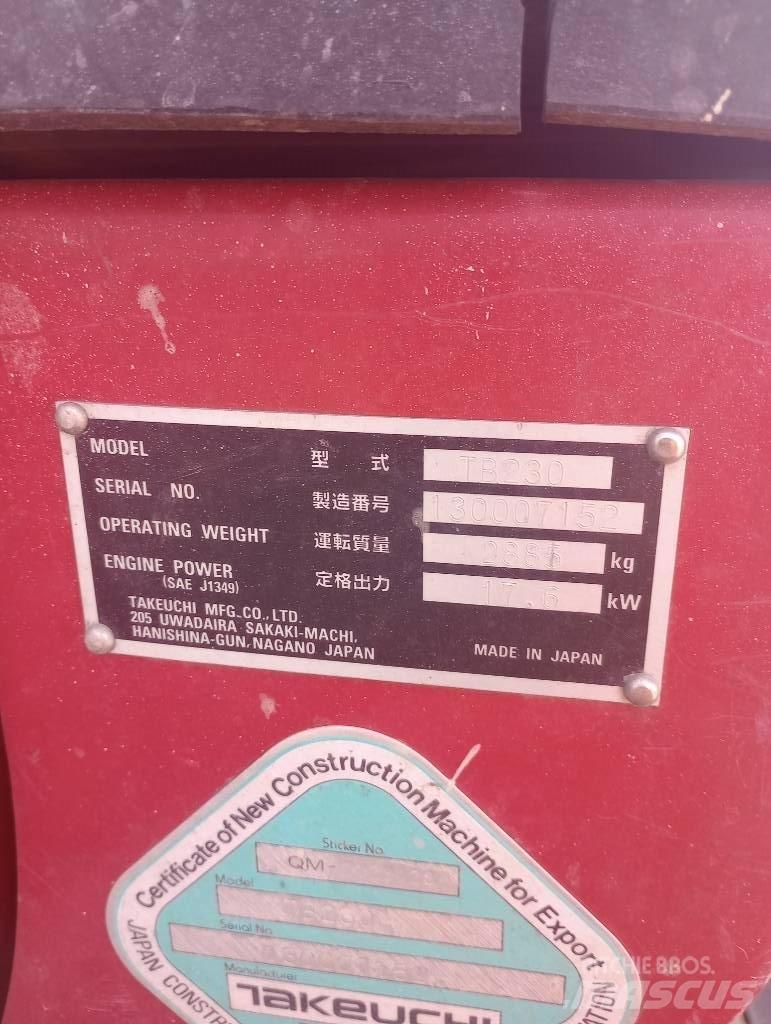 MODEL 型式 TB230
SERIAL NO. 製造番号 130007152
OPERATING WEIGHT 運転質量 2865 kg
ENGINE POWER 定格出力 17.6 kW
(SAE J1349)
TAKEUCHI MFG.CO.,LTD.
205 UWADAIRA SAKAKI-MACHI,
HANISHINA-GUN, NAGANO JAPAN
MADE IN JAPAN
Certificate of New Construction Machine for Export
Sticker No.
QM-
Model
Serial No.
Manufacturer
TAKEUCHI
JAPAN